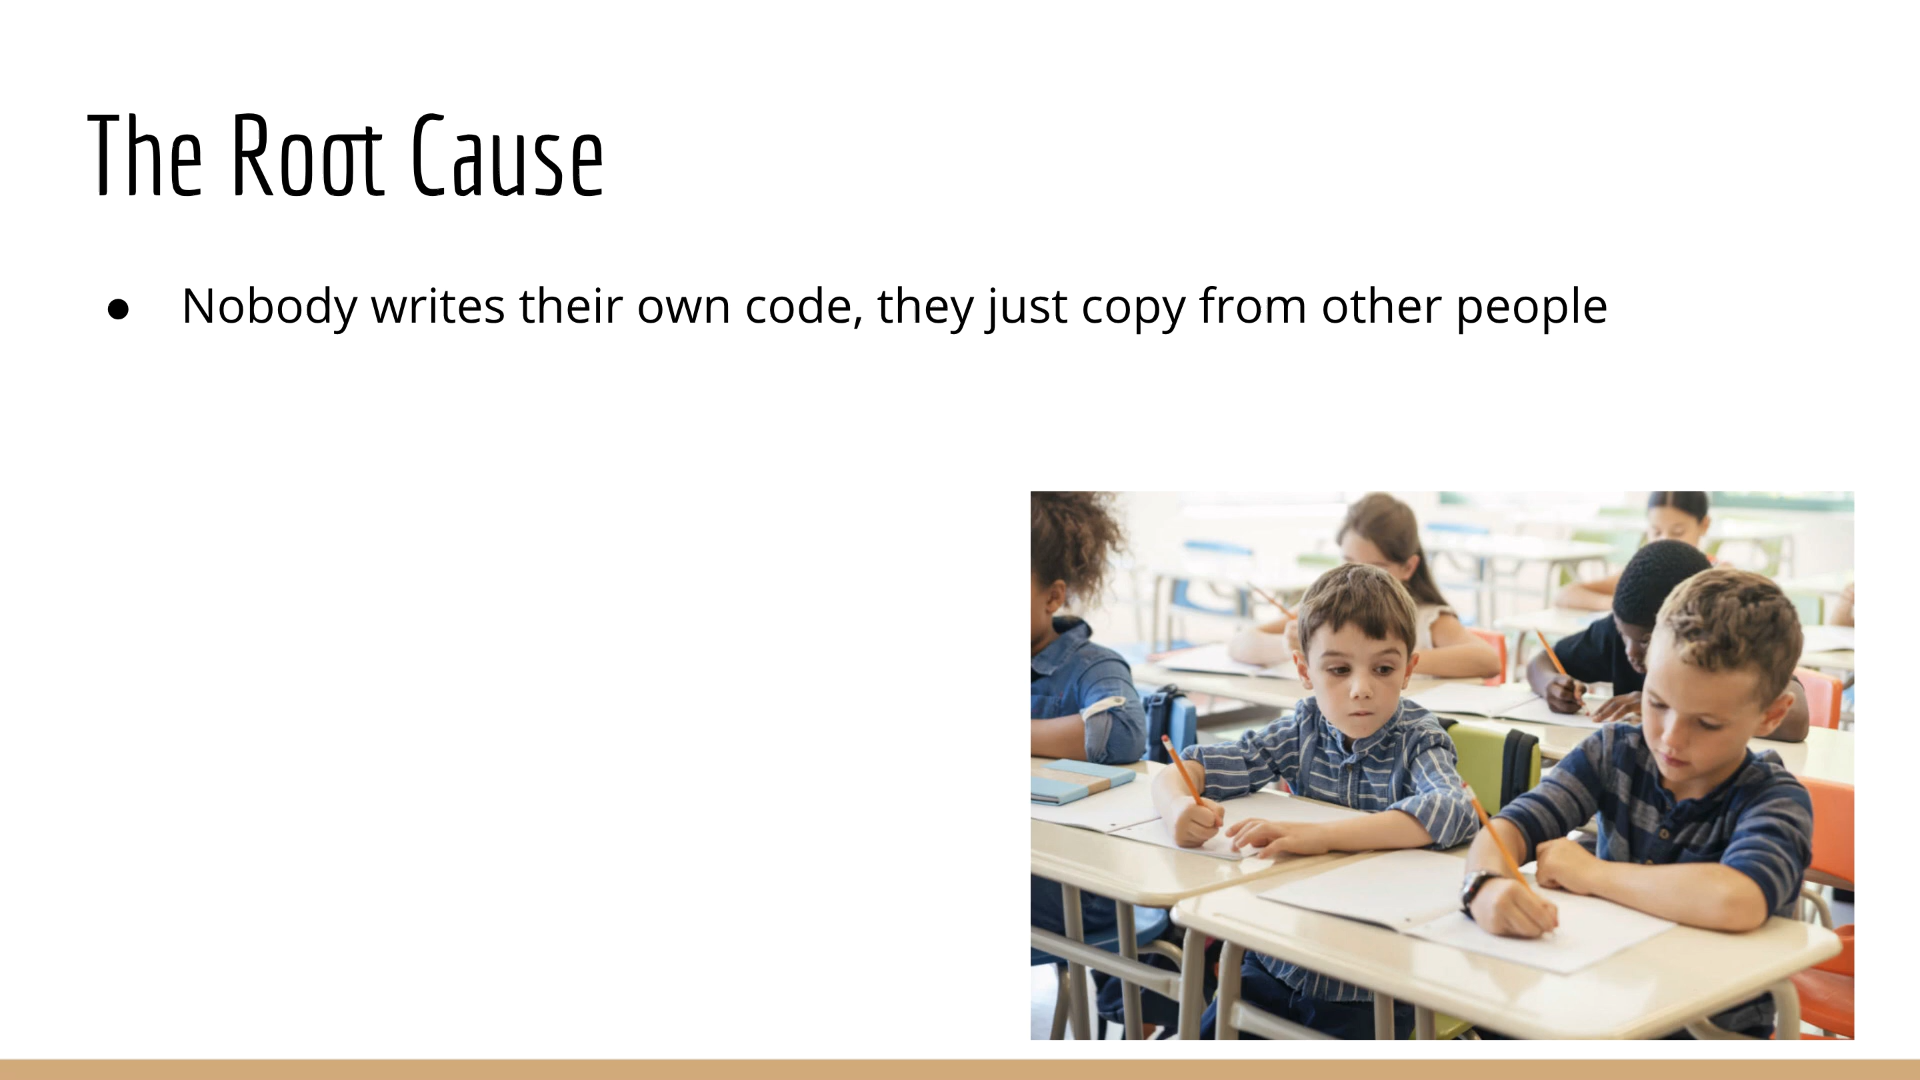 The Root Cause
● Nobody writes their own code, they just copy from other people